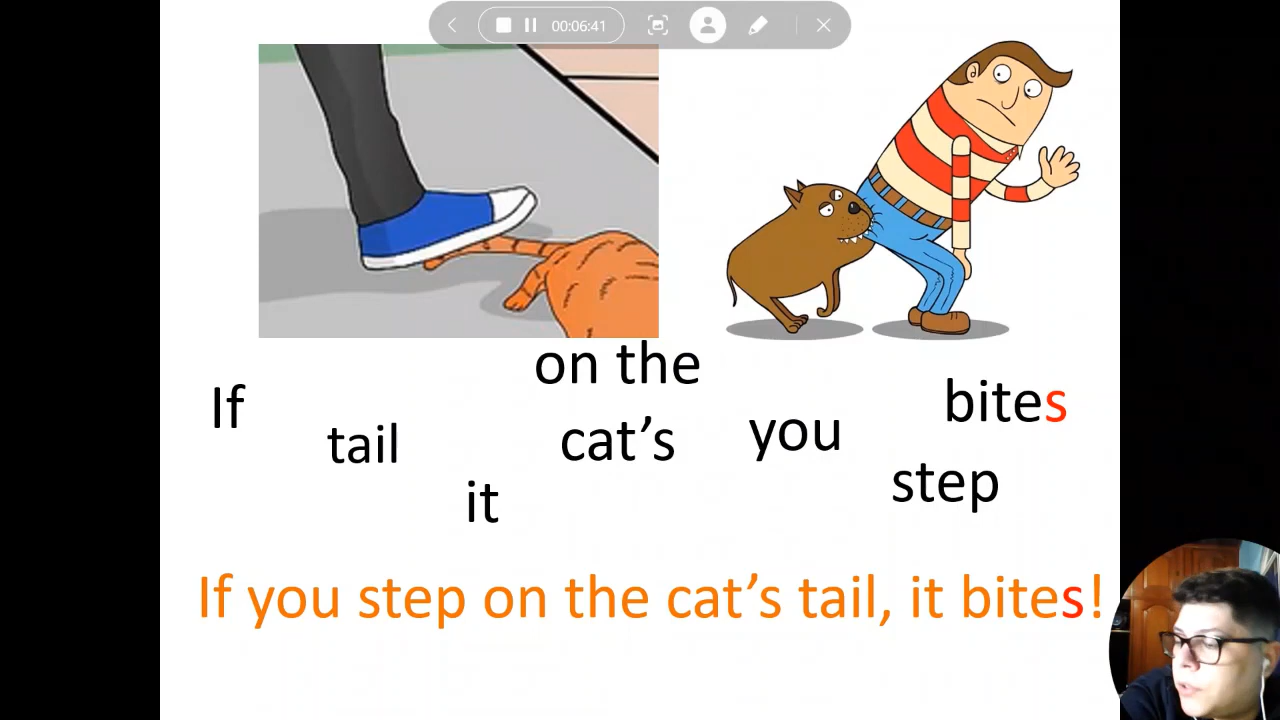 00:06:41
on the
If
bites
tail
cat’s
you
step
it
If you step on the cat’s tail, it bites!